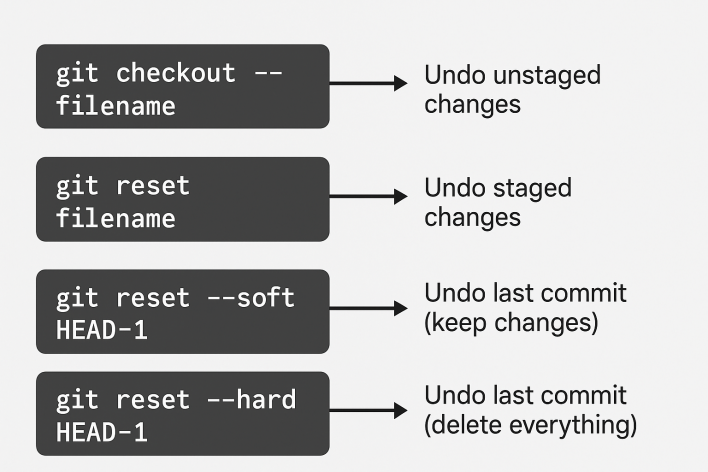 git checkout --
filename
Undo unstaged
changes
git reset
filename
Undo staged
changes
git reset --soft
HEAD-1
Undo last commit
(keep changes)
git reset --hard
HEAD-1
Undo last commit
(delete everything)